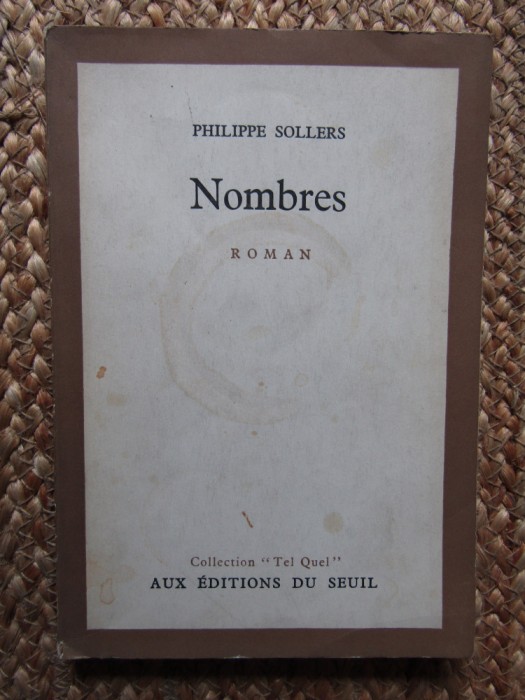 PHILIPPE SOLLERS
Nombres
ROMAN
Collection “Tel Quel”
AUX ÉDITIONS DU SEUIL